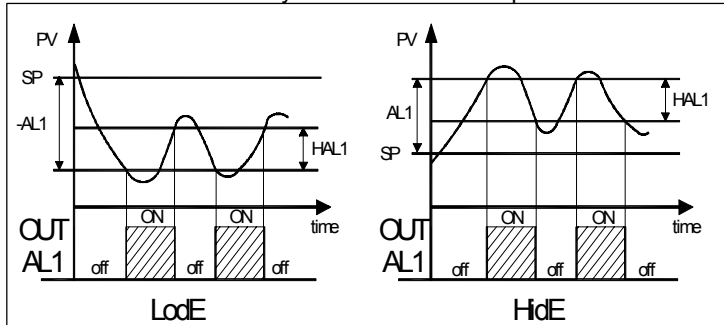 PV
SP
-AL1
HAL1
time
OUT
AL1
off
ON
off
ON
off
LodE
PV
AL1
HAL1
SP
time
OUT
AL1
off
ON
off
ON
off
HidE